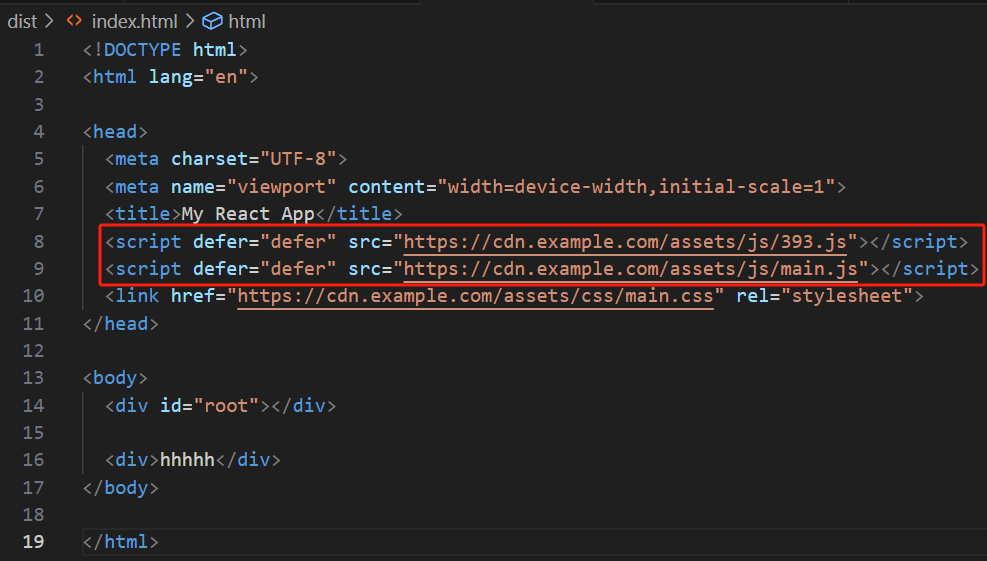 dist > index.html > html
1 <!DOCTYPE html>
2 <html lang="en">
3
4 <head>
5 <meta charset="UTF-8">
6 <meta name="viewport" content="width=device-width,initial-scale=1">
7 <title>My React App</title>
8 <script defer="defer" src="https://cdn.example.com/assets/js/393.js"></script>
9 <script defer="defer" src="https://cdn.example.com/assets/js/main.js"></script>
10 <link href="https://cdn.example.com/assets/css/main.css" rel="stylesheet">
11 </head>
12
13 <body>
14 <div id="root"></div>
15
16 <div>hhhhh</div>
17 </body>
18
19 </html>